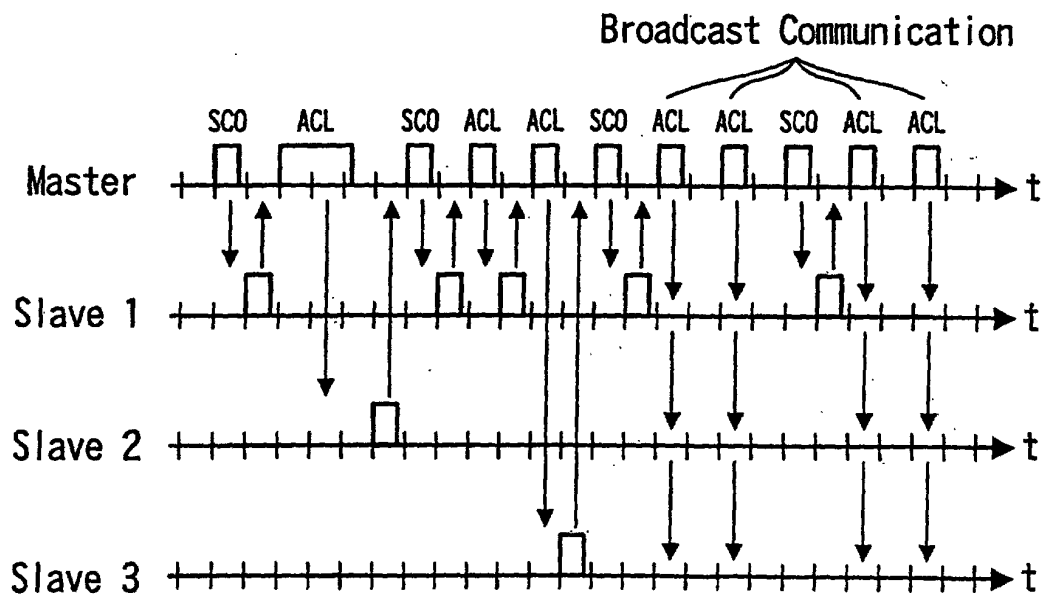 Broadcast Communication
SCO ACL SCO ACL ACL SCO ACL ACL SCO ACL ACL
Master t
Slave 1 t
Slave 2 t
Slave 3 t